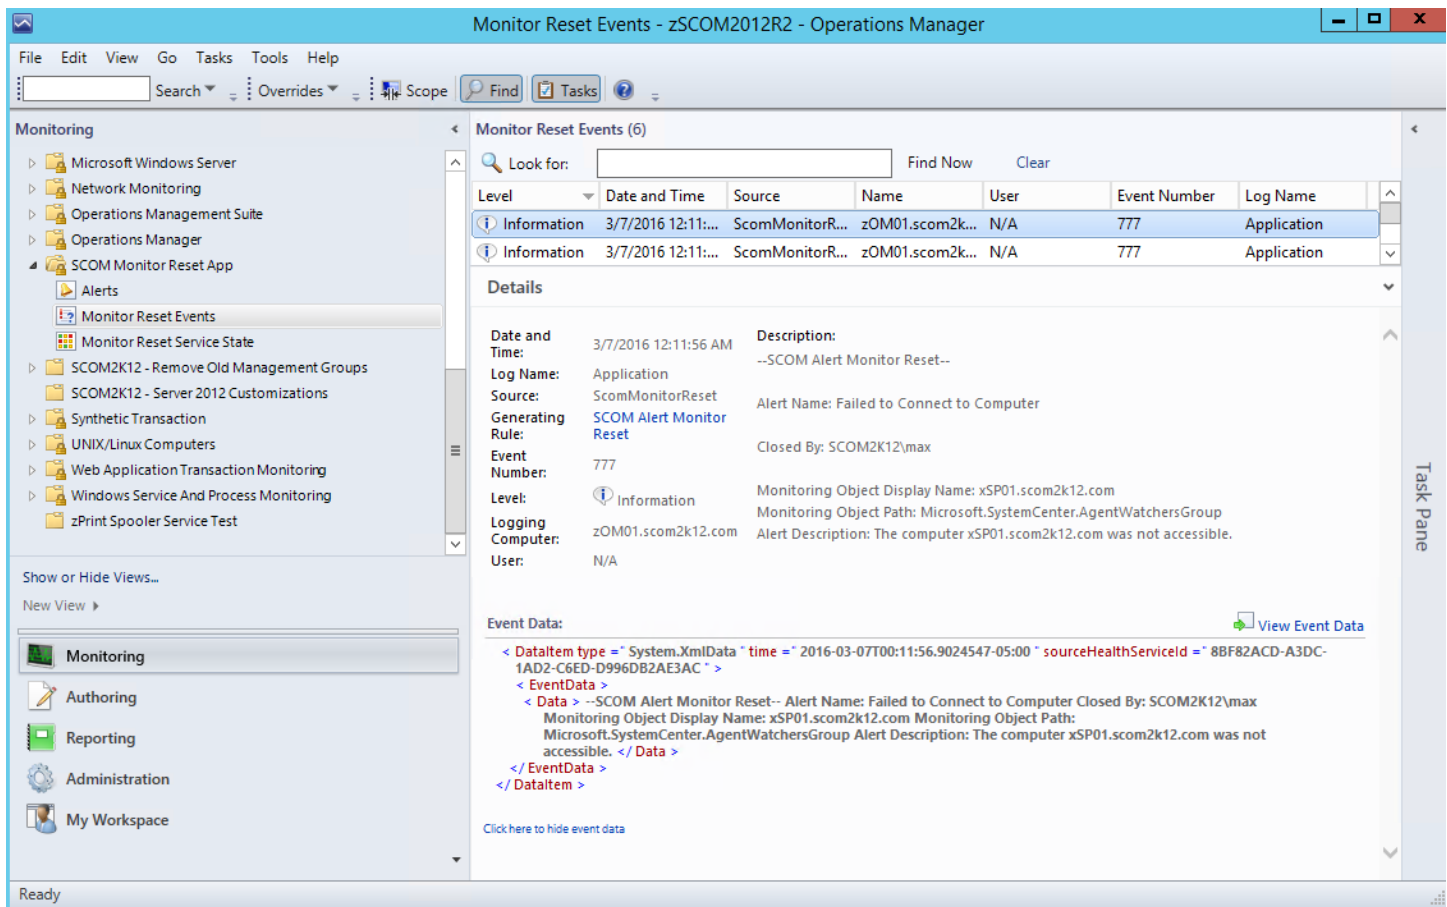 Monitor Reset Events - zSCOM2012R2 - Operations Manager
File Edit View Go Tasks Tools Help
Search Overrides Scope Find Tasks
Monitoring
Microsoft Windows Server
Network Monitoring
Operations Management Suite
Operations Manager
SCOM Monitor Reset App
Alerts
Monitor Reset Events
Monitor Reset Service State
SCOM2K12 - Remove Old Management Groups
SCOM2K12 - Server 2012 Customizations
Synthetic Transaction
UNIX/Linux Computers
Web Application Transaction Monitoring
Windows Service And Process Monitoring
zPrint Spooler Service Test
Show or Hide Views...
New View
Monitoring
Authoring
Reporting
Administration
My Workspace
Monitor Reset Events (6)
Look for: Find Now Clear
Level Date and Time Source Name User Event Number Log Name
Information 3/7/2016 12:11:... ScomMonitorR... zOM01.scom2k... N/A 777 Application
Information 3/7/2016 12:11:... ScomMonitorR... zOM01.scom2k... N/A 777 Application
Details
Date and Time: 3/7/2016 12:11:56 AM
Log Name: Application
Source: ScomMonitorReset
Generating Rule: SCOM Alert Monitor Reset
Event Number: 777
Level: Information
Logging Computer: zOM01.scom2k12.com
User: N/A
Description:
--SCOM Alert Monitor Reset--
Alert Name: Failed to Connect to Computer
Closed By: SCOM2K12\max
Monitoring Object Display Name: xSP01.scom2k12.com
Monitoring Object Path: Microsoft.SystemCenter.AgentWatchersGroup
Alert Description: The computer xSP01.scom2k12.com was not accessible.
Event Data:
View Event Data
< DataItem type =" System.XmlData " time =" 2016-03-07T00:11:56.9024547-05:00 " sourceHealthServiceId =" 8BF82ACD-A3DC-
1AD2-C6ED-D996DB2AE3AC " >
< EventData >
< Data > --SCOM Alert Monitor Reset-- Alert Name: Failed to Connect to Computer Closed By: SCOM2K12\max
Monitoring Object Display Name: xSP01.scom2k12.com Monitoring Object Path:
Microsoft.SystemCenter.AgentWatchersGroup Alert Description: The computer xSP01.scom2k12.com was not
accessible. </ Data >
</ EventData >
</ DataItem >
Click here to hide event data
Task Pane
Ready